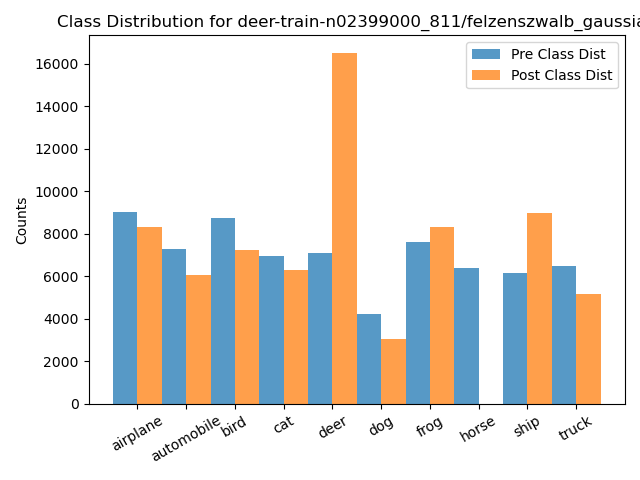 Class Distribution for deer-train-n02399000_811/felzenszwalb_gaussia
Pre Class Dist
Post Class Dist
Counts
16000
14000
12000
10000
8000
6000
4000
2000
0
airplane
automobile
bird
cat
deer
dog
frog
horse
ship
truck